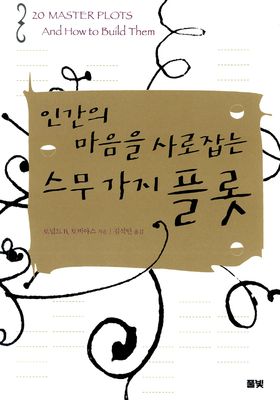 20 MASTER PLOTS
And How to Build Them
인간의
마음을 사로잡는
스무 가지 플롯
로널드 B. 토비아스 지음 | 김석만 옮김
풀빛